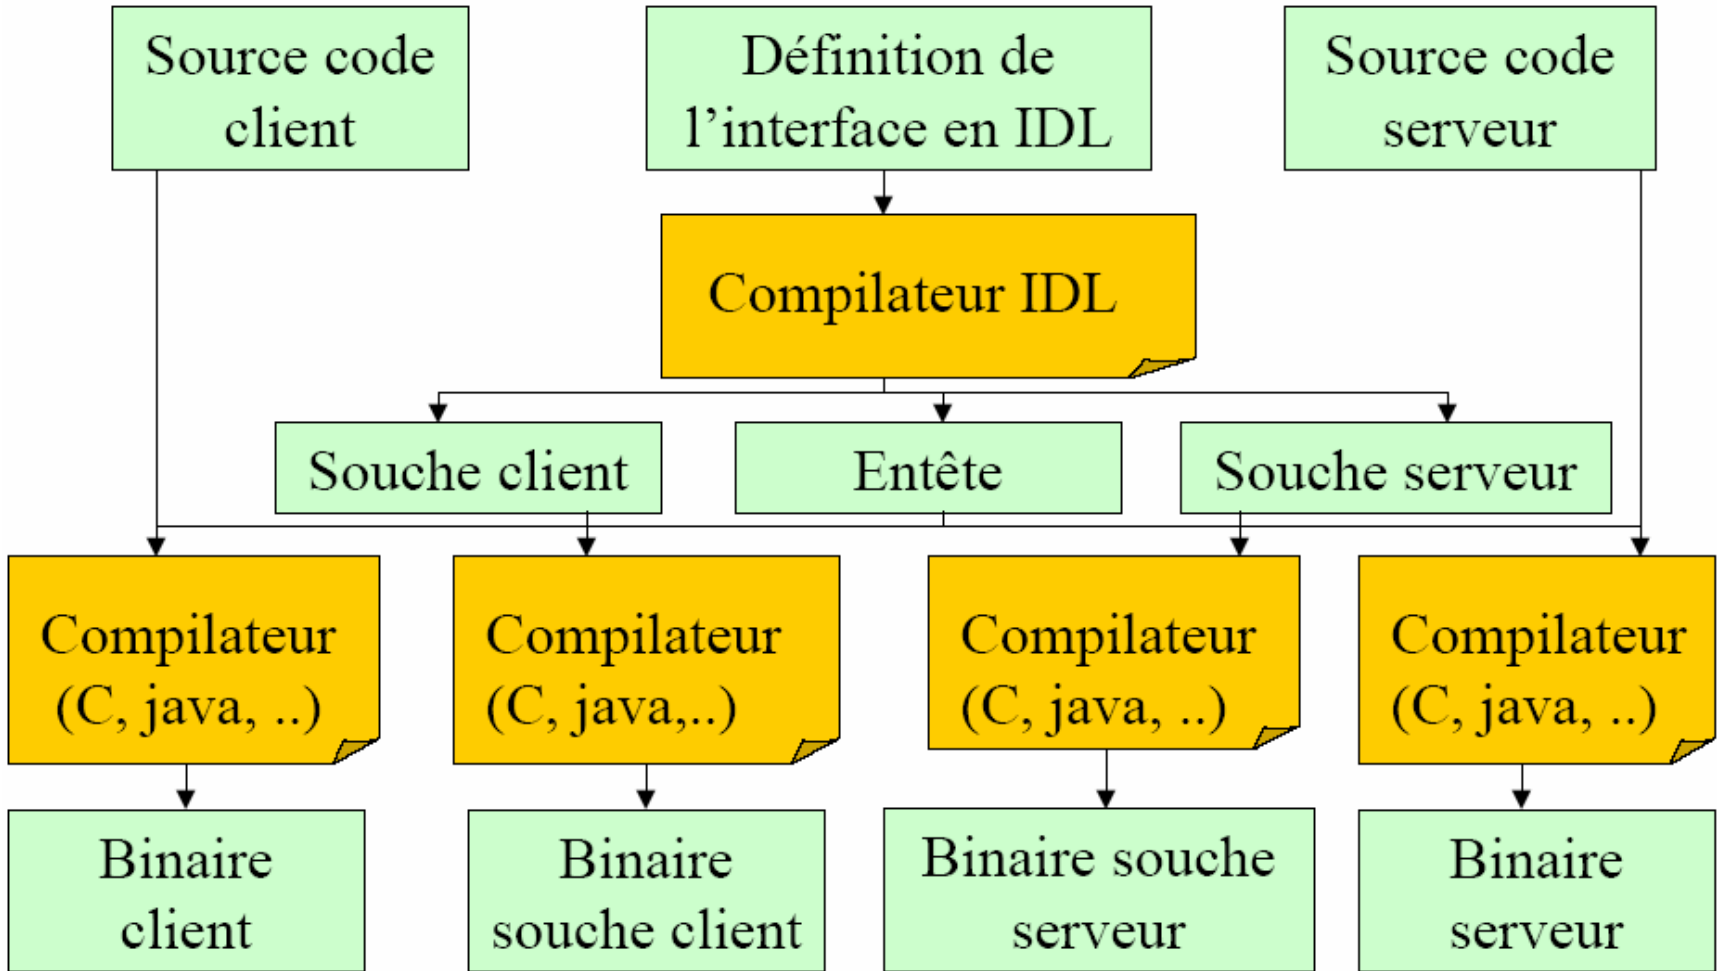 Source code
client
Définition de
l’interface en IDL
Source code
serveur
Compilateur IDL
Souche client
Entête
Souche serveur
Compilateur
(C, java, ..)
Compilateur
(C, java,..)
Compilateur
(C, java, ..)
Compilateur
(C, java, ..)
Binaire
client
Binaire
souche client
Binaire souche
serveur
Binaire
serveur